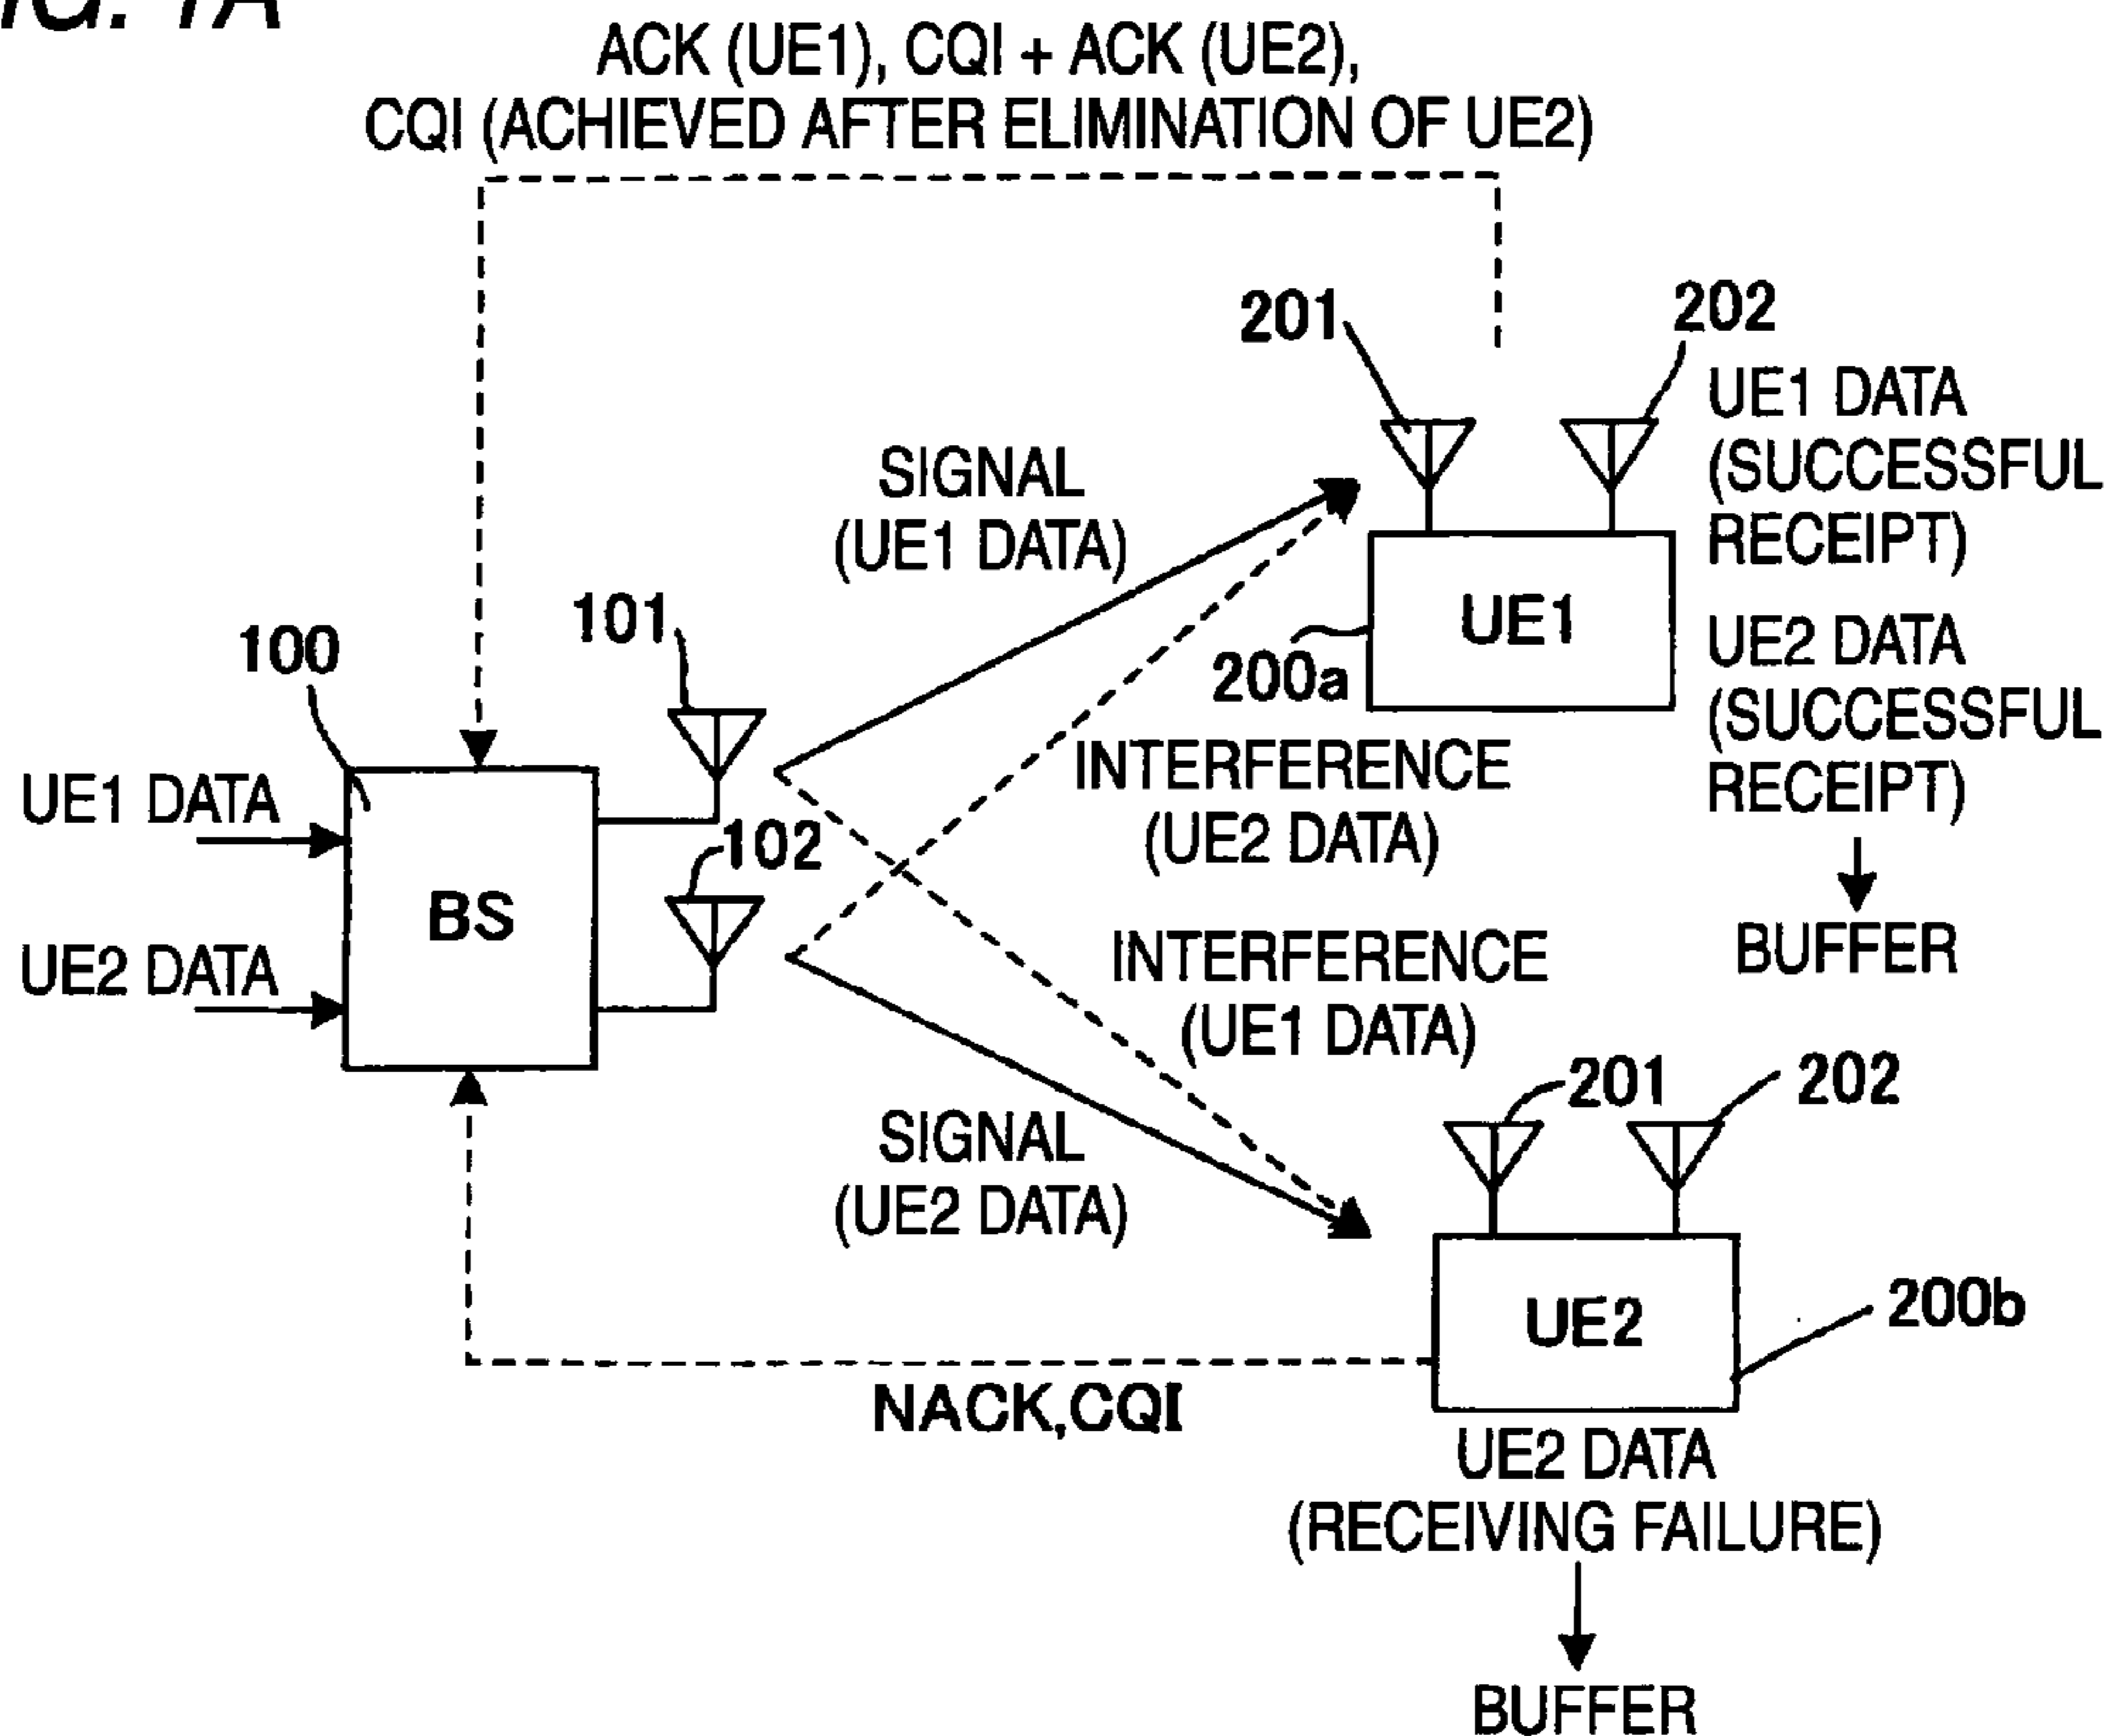 FIG. 1A
ACK (UE1), CQI + ACK (UE2),
CQI (ACHIEVED AFTER ELIMINATION OF UE2)
201
202
UE1 DATA
(SUCCESSFUL
RECEIPT)
SIGNAL
(UE1 DATA)
UE1
200a
UE2 DATA
(SUCCESSFUL
RECEIPT)
BUFFER
100
101
INTERFERENCE
(UE2 DATA)
UE1 DATA
102
BS
UE2 DATA
INTERFERENCE
(UE1 DATA)
201
202
SIGNAL
(UE2 DATA)
UE2
200b
NACK,CQI
UE2 DATA
(RECEIVING FAILURE)
BUFFER